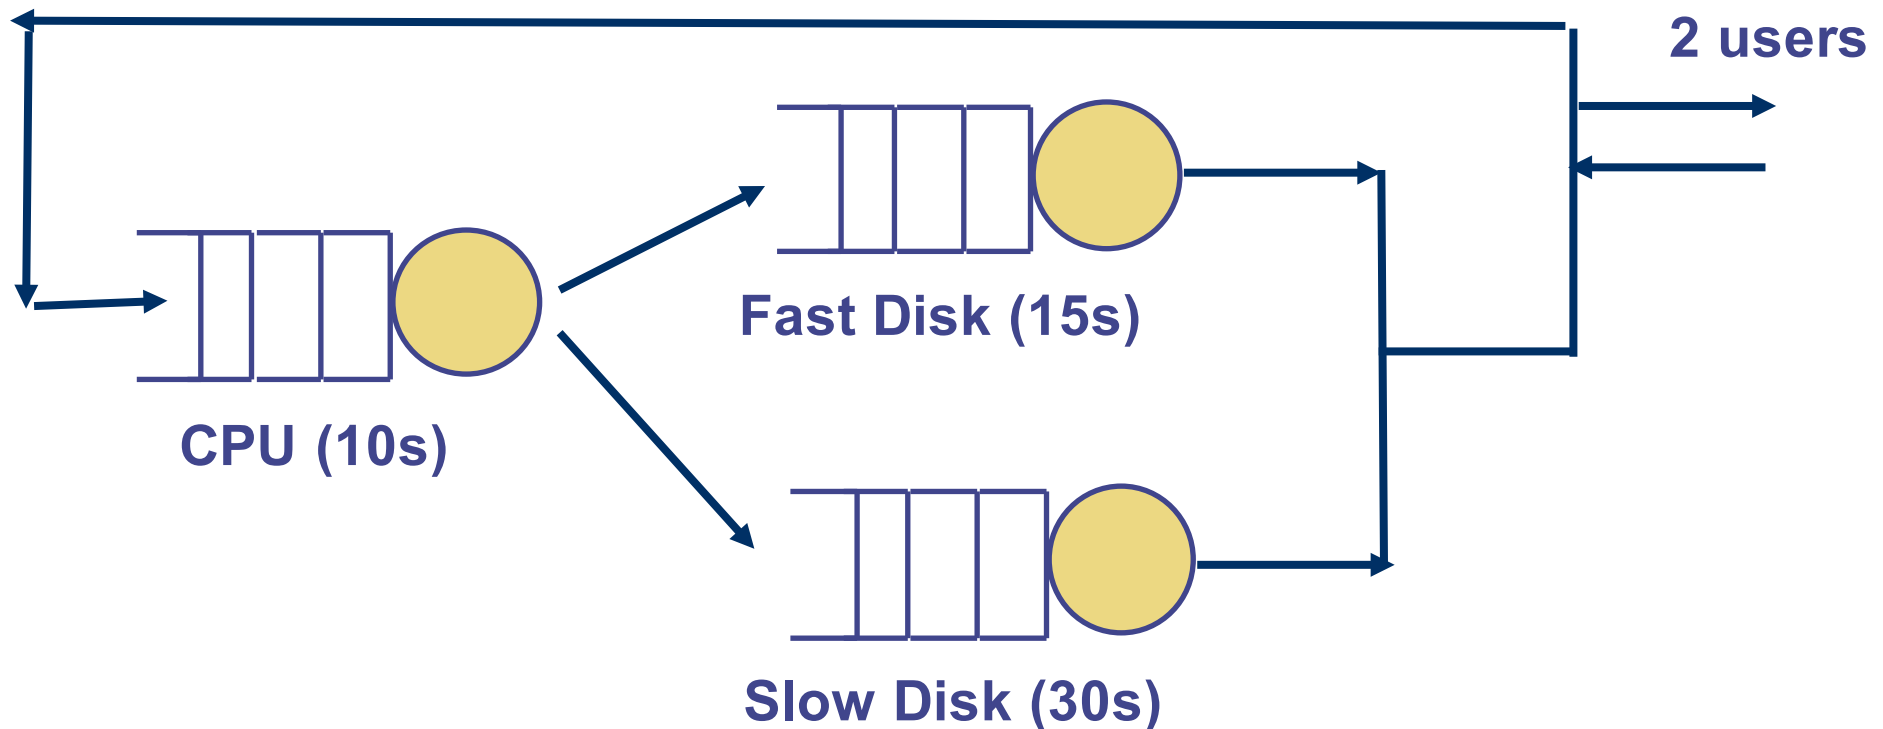 2 users
Fast Disk (15s)
CPU (10s)
Slow Disk (30s)